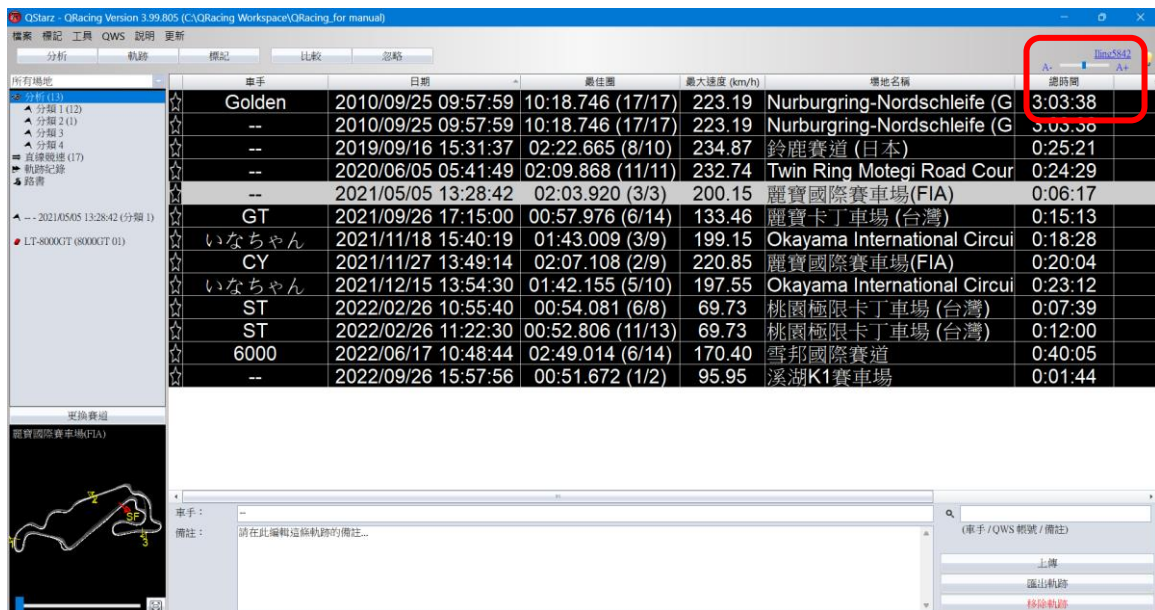 QStarz - QRacing Version 3.99.805 (C:\QRacing Workspace\QRacing_for manual)
檔案 標記 工具 QWS 說明 更新
分析 軌跡 標記 比較 忽略
Iling5842
A- A+
所有場地
分析 (13)
分類 1 (12)
分類 2 (1)
分類 3
分類 4
直線競速 (17)
軌跡紀錄
路書
-- - 2021/05/05 13:28:42 (分類 1)
LT-8000GT (8000GT 01)
車手 日期 最佳圈 最大速度 (km/h) 場地名稱 總時間
Golden 2010/09/25 09:57:59 10:18.746 (17/17) 223.19 Nurburgring-Nordschleife (G 3:03:38
-- 2010/09/25 09:57:59 10:18.746 (17/17) 223.19 Nurburgring-Nordschleife (G 3:03:38
-- 2019/09/16 15:31:37 02:22.665 (8/10) 234.87 鈴鹿賽道 (日本) 0:25:21
-- 2020/06/05 05:41:49 02:09.868 (11/11) 232.74 Twin Ring Motegi Road Cour 0:24:29
-- 2021/05/05 13:28:42 02:03.920 (3/3) 200.15 麗寶國際賽車場(FIA) 0:06:17
GT 2021/09/26 17:15:00 00:57.976 (6/14) 133.46 麗寶卡丁車場 (台灣) 0:15:13
いなちゃん 2021/11/18 15:40:19 01:43.009 (3/9) 199.15 Okayama International Circui 0:18:28
CY 2021/11/27 13:49:14 02:07.108 (2/9) 220.85 麗寶國際賽車場(FIA) 0:20:04
いなちゃん 2021/12/15 13:54:30 01:42.155 (5/10) 197.55 Okayama International Circui 0:23:12
ST 2022/02/26 10:55:40 00:54.081 (6/8) 69.73 桃園極限卡丁車場 (台灣) 0:07:39
ST 2022/02/26 11:22:30 00:52.806 (11/13) 69.73 桃園極限卡丁車場 (台灣) 0:12:00
6000 2022/06/17 10:48:44 02:49.014 (6/14) 170.40 雪邦國際賽道 0:40:05
-- 2022/09/26 15:57:56 00:51.672 (1/2) 95.95 溪湖K1賽車場 0:01:44
更換賽道
麗寶國際賽車場(FIA)
2
SF
1
3
車手： --
備註： 請在此編輯這條軌跡的備註...
(車手 / QWS 帳號 / 備註)
上傳
匯出軌跡
移除軌跡